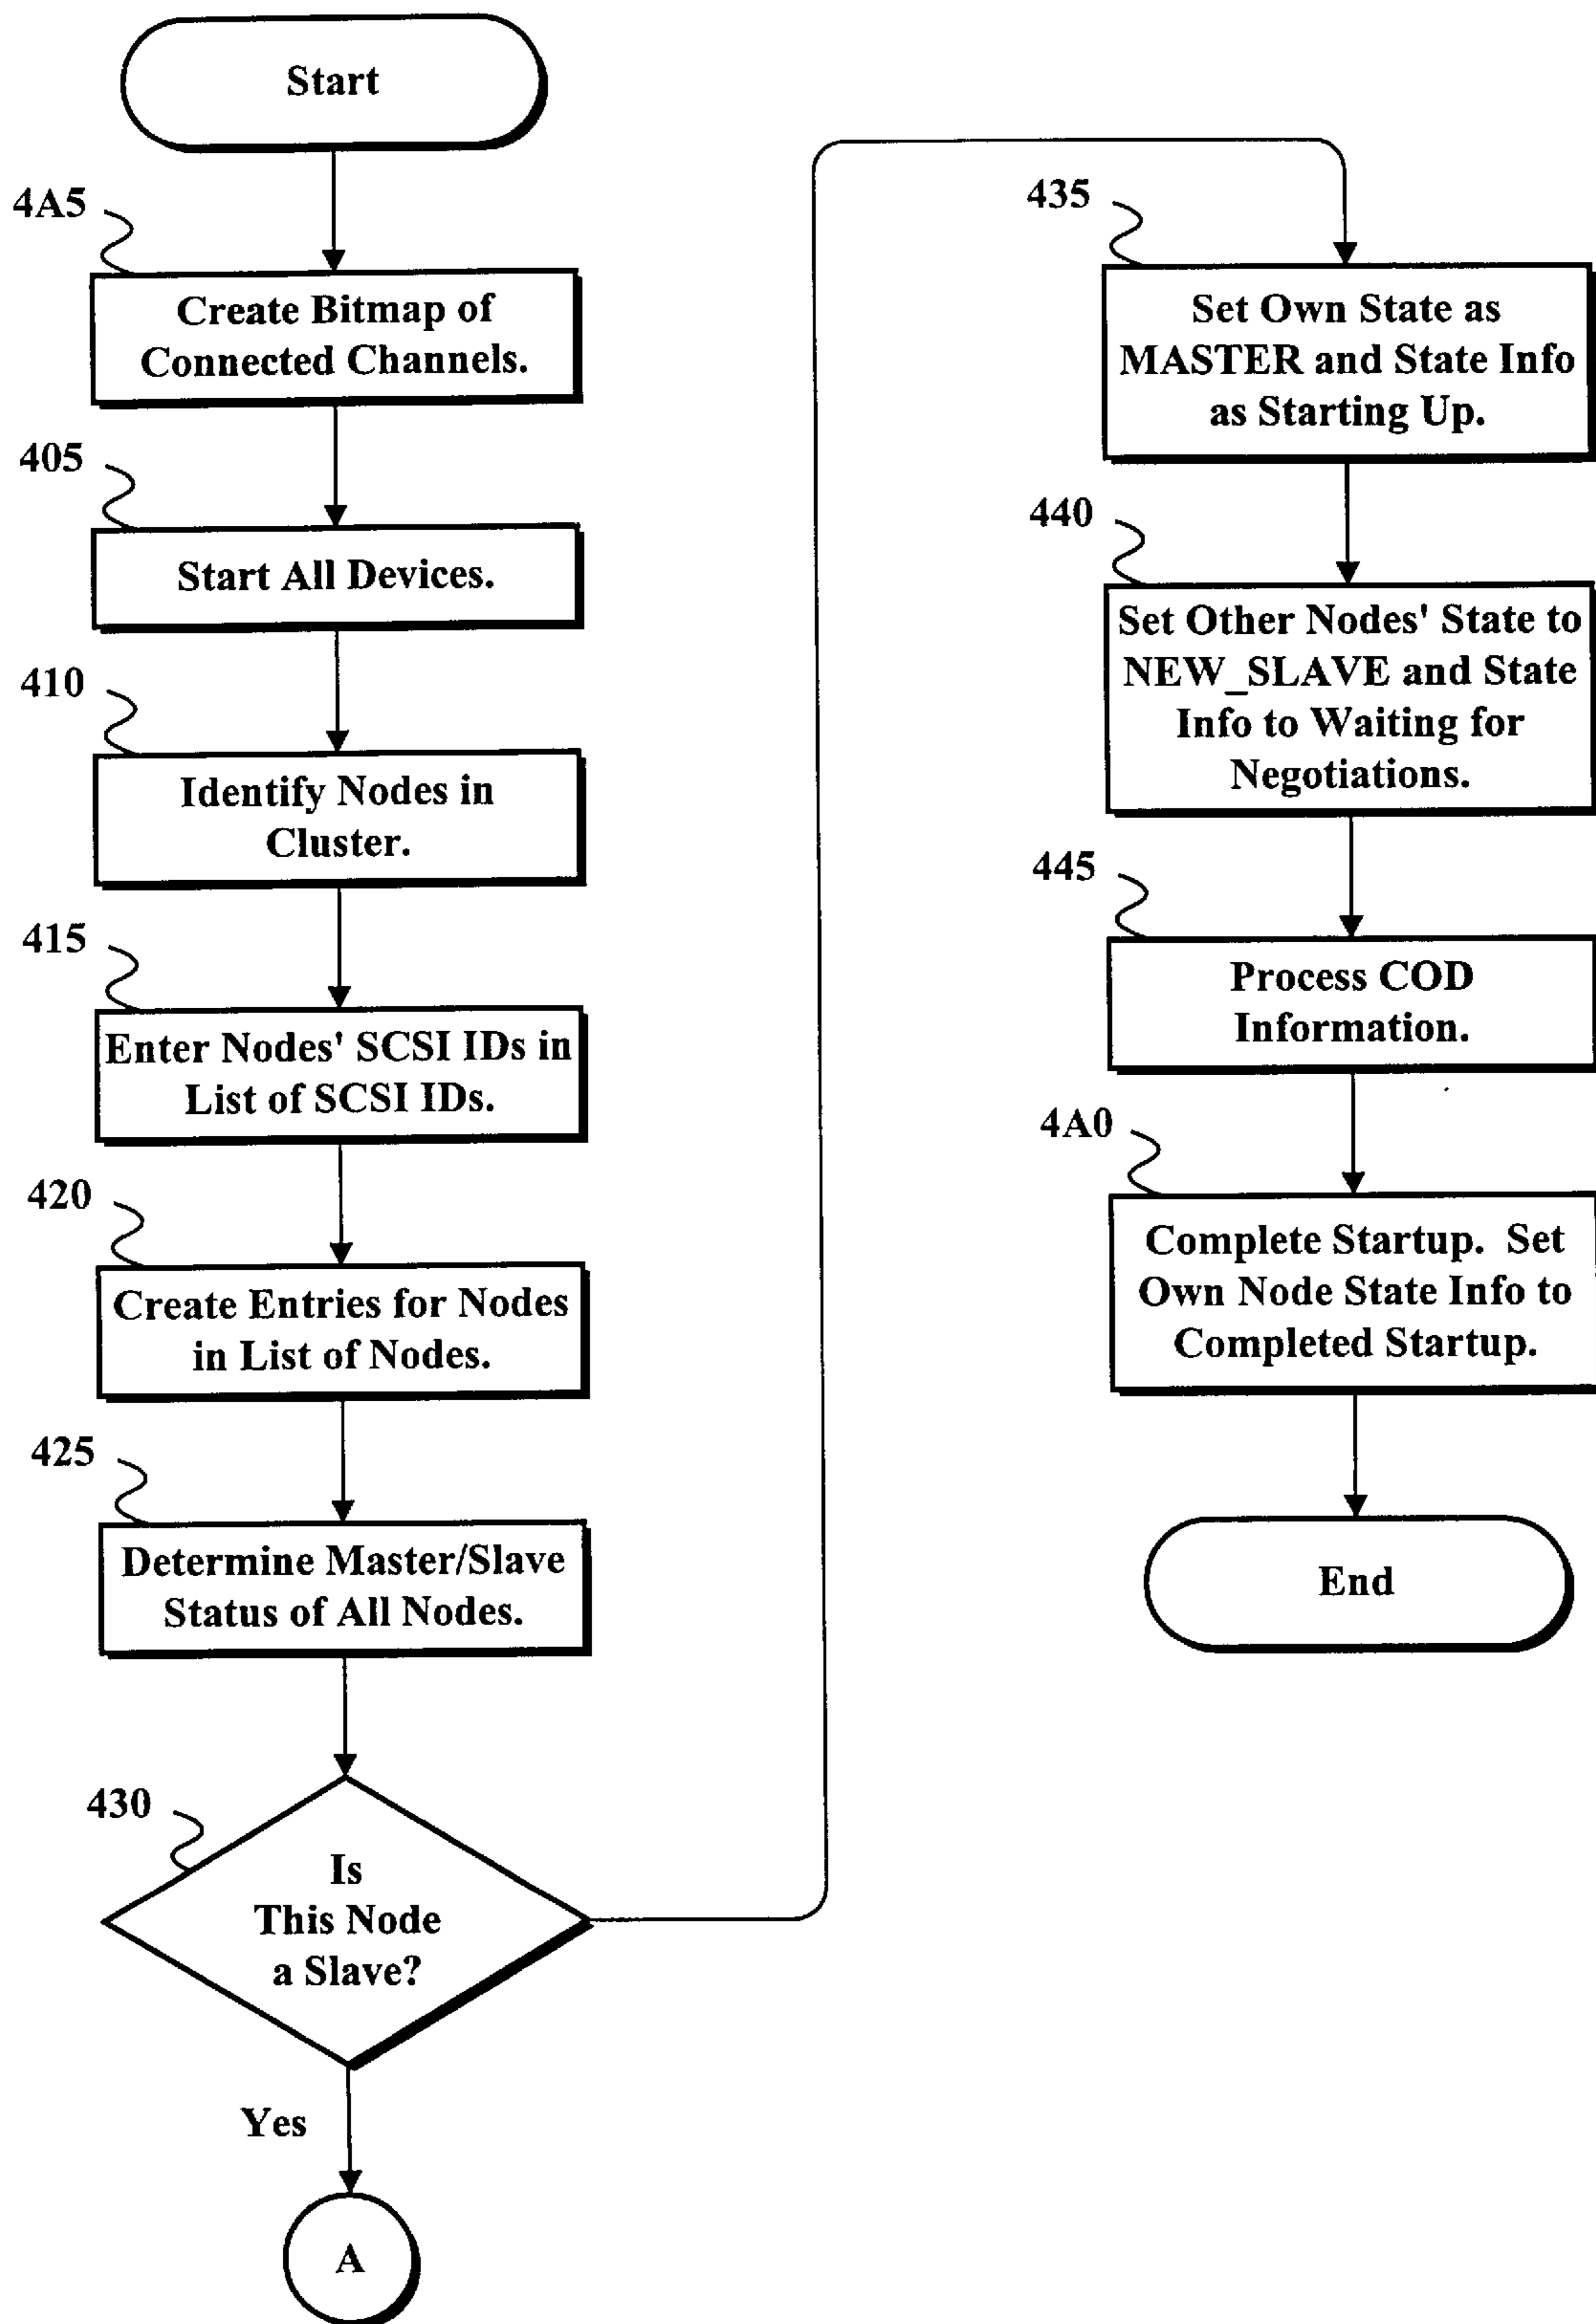 Start
4A5
Create Bitmap of
Connected Channels.
405
Start All Devices.
410
Identify Nodes in
Cluster.
415
Enter Nodes' SCSI IDs in
List of SCSI IDs.
420
Create Entries for Nodes
in List of Nodes.
425
Determine Master/Slave
Status of All Nodes.
430
Is
This Node
a Slave?
Yes
A
435
Set Own State as
MASTER and State Info
as Starting Up.
440
Set Other Nodes' State to
NEW_SLAVE and State
Info to Waiting for
Negotiations.
445
Process COD
Information.
4A0
Complete Startup. Set
Own Node State Info to
Completed Startup.
End